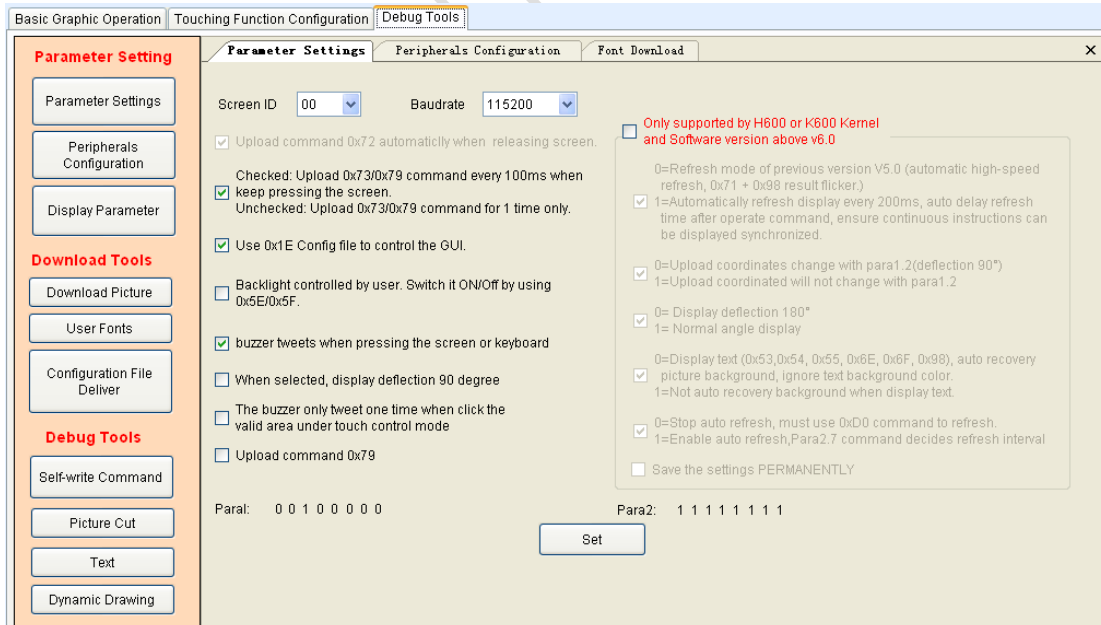 Basic Graphic Operation Touching Function Configuration Debug Tools
Parameter Setting
Parameter Settings
Peripherals
Configuration
Display Parameter
Download Tools
Download Picture
User Fonts
Configuration File
Deliver
Debug Tools
Self-write Command
Picture Cut
Text
Dynamic Drawing
Parameter Settings Peripherals Configuration Font Download
Screen ID 00 Baudrate 115200
Upload command 0x72 automaticlly when releasing screen.
Checked: Upload 0x73/0x79 command every 100ms when
keep pressing the screen.
Unchecked: Upload 0x73/0x79 command for 1 time only.
Use 0x1E Config file to control the GUI.
Backlight controlled by user. Switch it ON/Off by using
0x5E/0x5F.
buzzer tweets when pressing the screen or keyboard
When selected, display deflection 90 degree
The buzzer only tweet one time when click the
valid area under touch control mode
Upload command 0x79
Paral: 0 0 1 0 0 0 0 0
Only supported by H600 or K600 Kernel
and Software version above v6.0
0=Refresh mode of previous version V5.0 (automatic high-speed
refresh, 0x71 + 0x98 result flicker.)
1=Automatically refresh display every 200ms, auto delay refresh
time after operate command, ensure continuous instructions can
be displayed synchronized.
0=Upload coordinates change with para1.2(deflection 90°)
1=Upload coordinated will not change with para1.2
0= Display deflection 180°
1= Normal angle display
0=Display text (0x53,0x54, 0x55, 0x6E, 0x6F, 0x98), auto recovery
picture background, ignore text background color.
1=Not auto recovery background when display text.
0=Stop auto refresh, must use 0xD0 command to refresh.
1=Enable auto refresh,Para2.7 command decides refresh interval
Save the settings PERMANENTLY
Para2: 1 1 1 1 1 1 1 1
Set